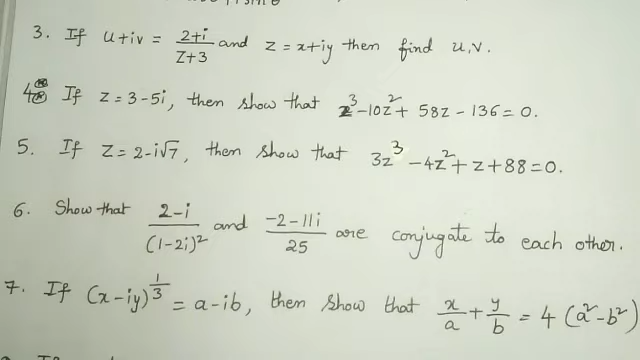 3. If u+iv = (2+i)/(z+3) and z = x+iy then find u,v.
4. If z = 3-5i, then show that z³-10z²+58z-136=0.
5. If z = 2-i√7, then show that 3z³-4z²+z+88=0.
6. Show that (2-i)/(1-2i)² and (-2-11i)/25 are conjugate to each other.
7. If (x-iy)^(1/3) = a-ib, then show that x/a + y/b = 4(a²-b²)